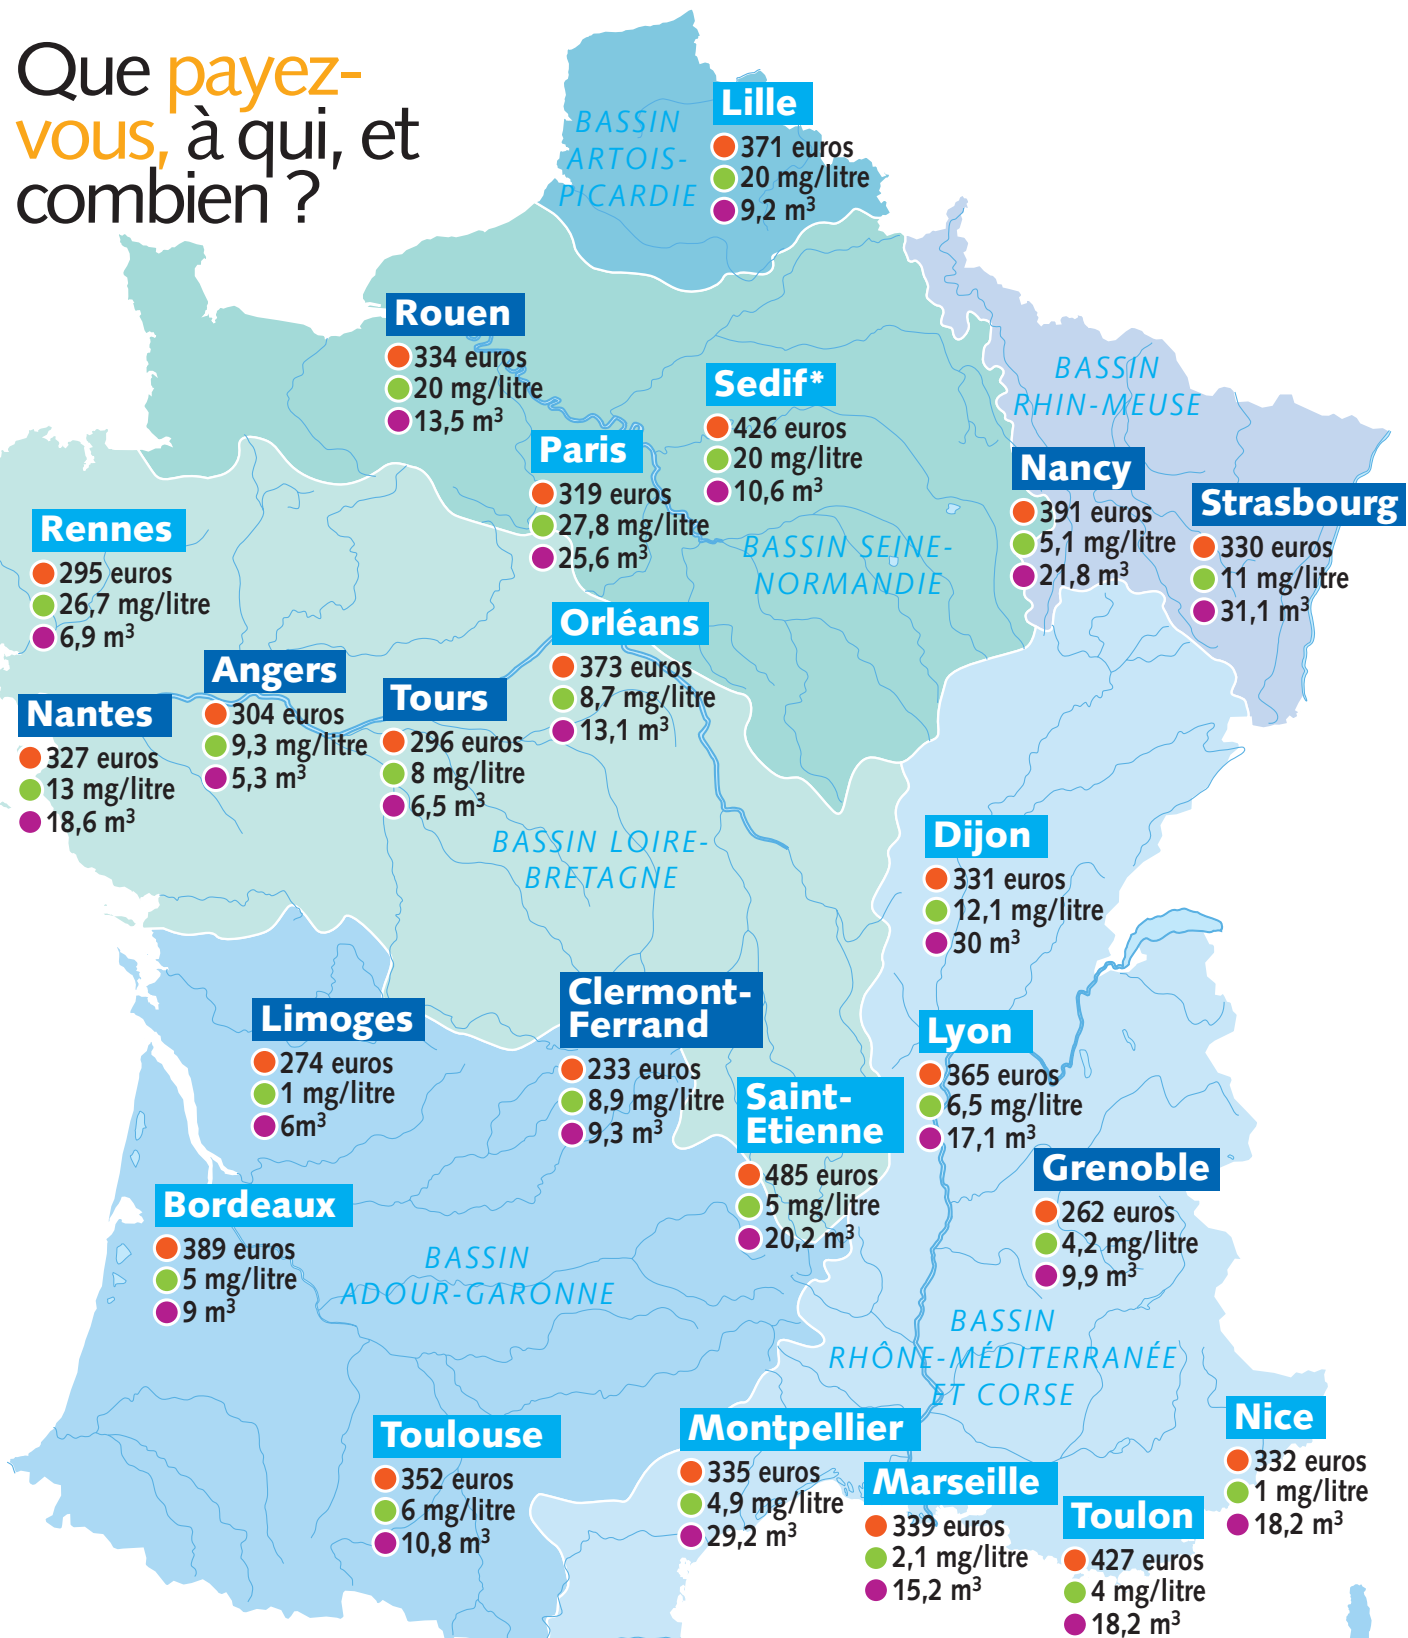 Que payez-
vous, à qui, et
combien ?
BASSIN
ARTOIS-
PICARDIE
Lille
371 euros
20 mg/litre
9,2 m³
Rouen
334 euros
20 mg/litre
13,5 m³
Sedif*
426 euros
20 mg/litre
10,6 m³
BASSIN
RHIN-MEUSE
Paris
319 euros
27,8 mg/litre
25,6 m³
Nancy
391 euros
5,1 mg/litre
21,8 m³
Strasbourg
330 euros
11 mg/litre
31,1 m³
BASSIN SEINE-
NORMANDIE
Rennes
295 euros
26,7 mg/litre
6,9 m³
Orléans
373 euros
8,7 mg/litre
13,1 m³
Angers
304 euros
9,3 mg/litre
5,3 m³
Tours
296 euros
8 mg/litre
6,5 m³
Nantes
327 euros
13 mg/litre
18,6 m³
BASSIN LOIRE-
BRETAGNE
Dijon
331 euros
12,1 mg/litre
30 m³
Limoges
274 euros
1 mg/litre
6m³
Clermont-
Ferrand
233 euros
8,9 mg/litre
9,3 m³
Lyon
365 euros
6,5 mg/litre
17,1 m³
Saint-
Etienne
485 euros
5 mg/litre
20,2 m³
Grenoble
262 euros
4,2 mg/litre
9,9 m³
Bordeaux
389 euros
5 mg/litre
9 m³
BASSIN
ADOUR-GARONNE
BASSIN
RHÔNE-MÉDITERRANÉE
ET CORSE
Toulouse
352 euros
6 mg/litre
10,8 m³
Montpellier
335 euros
4,9 mg/litre
29,2 m³
Marseille
339 euros
2,1 mg/litre
15,2 m³
Nice
332 euros
1 mg/litre
18,2 m³
Toulon
427 euros
4 mg/litre
18,2 m³